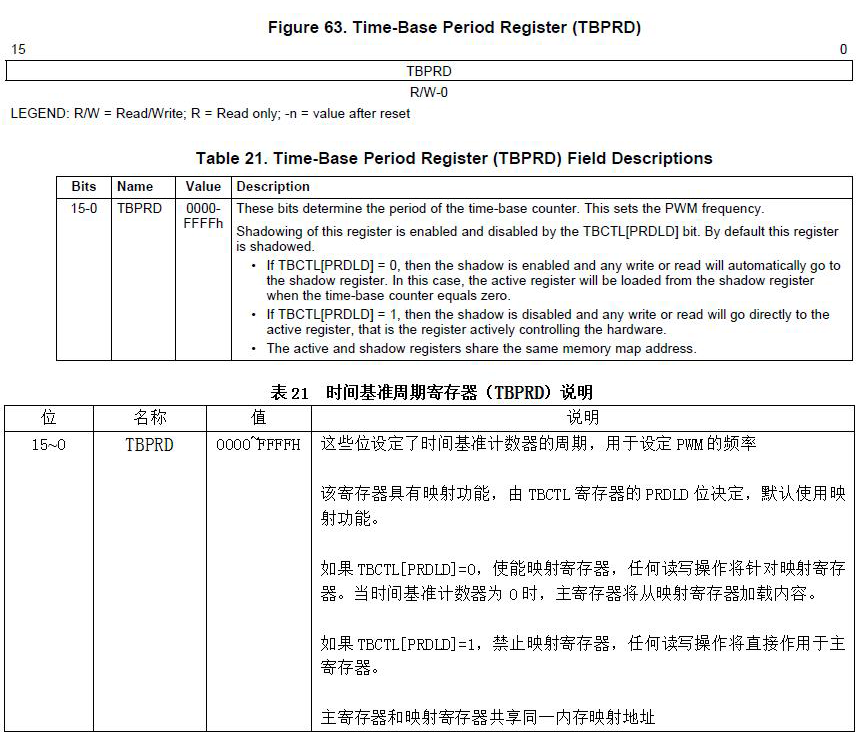 Figure 63. Time-Base Period Register (TBPRD)
15 0
TBPRD
R/W-0
LEGEND: R/W = Read/Write; R = Read only; -n = value after reset
Table 21. Time-Base Period Register (TBPRD) Field Descriptions
Bits Name Value Description
15-0 TBPRD 0000- These bits determine the period of the time-base counter. This sets the PWM frequency.
FFFFh
Shadowing of this register is enabled and disabled by the TBCTL[PRDLD] bit. By default this register
is shadowed.
• If TBCTL[PRDLD] = 0, then the shadow is enabled and any write or read will automatically go to
the shadow register. In this case, the active register will be loaded from the shadow register
when the time-base counter equals zero.
• If TBCTL[PRDLD] = 1, then the shadow is disabled and any write or read will go directly to the
active register, that is the register actively controlling the hardware.
• The active and shadow registers share the same memory map address.
表 21 时间基准周期寄存器（TBPRD）说明
位 名称 值 说明
15~0 TBPRD 0000~FFFFH 这些位设定了时间基准计数器的周期，用于设定 PWM 的频率
该寄存器具有映射功能，由 TBCTL 寄存器的 PRDLD 位决定，默认使用映
射功能。
如果 TBCTL[PRDLD]=0，使能映射寄存器，任何读写操作将针对映射寄存
器。当时间基准计数器为 0 时，主寄存器将从映射寄存器加载内容。
如果 TBCTL[PRDLD]=1，禁止映射寄存器，任何读写操作将直接作用于主
寄存器。
主寄存器和映射寄存器共享同一内存映射地址